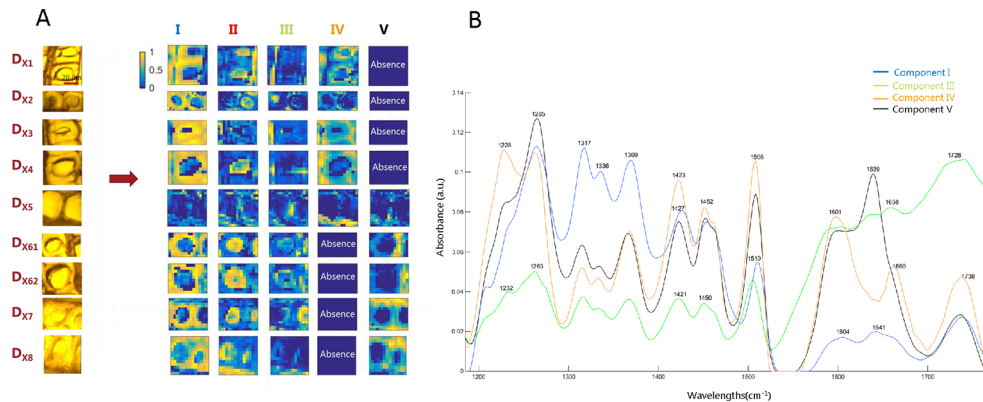 A
I II III IV V
DX1
20 µm
1
0.5
0
Absence
DX2
Absence
DX3
Absence
DX4
Absence
DX5
DX61
Absence
DX62
Absence
DX7
Absence
DX8
Absence
B
Component I
Component III
Component IV
Component V
Absorbance (a.u.)
0.14
0.12
0.1
0.08
0.06
0.04
0.02
0
1265
1228
1317
1338
1369
1423
1427
1452
1508
1510
1263
1232
1421
1450
1601
1639
1658
1660
1728
1738
1604
1641
1200 1300 1400 1500 1600 1700
Wavelengths(cm⁻¹)